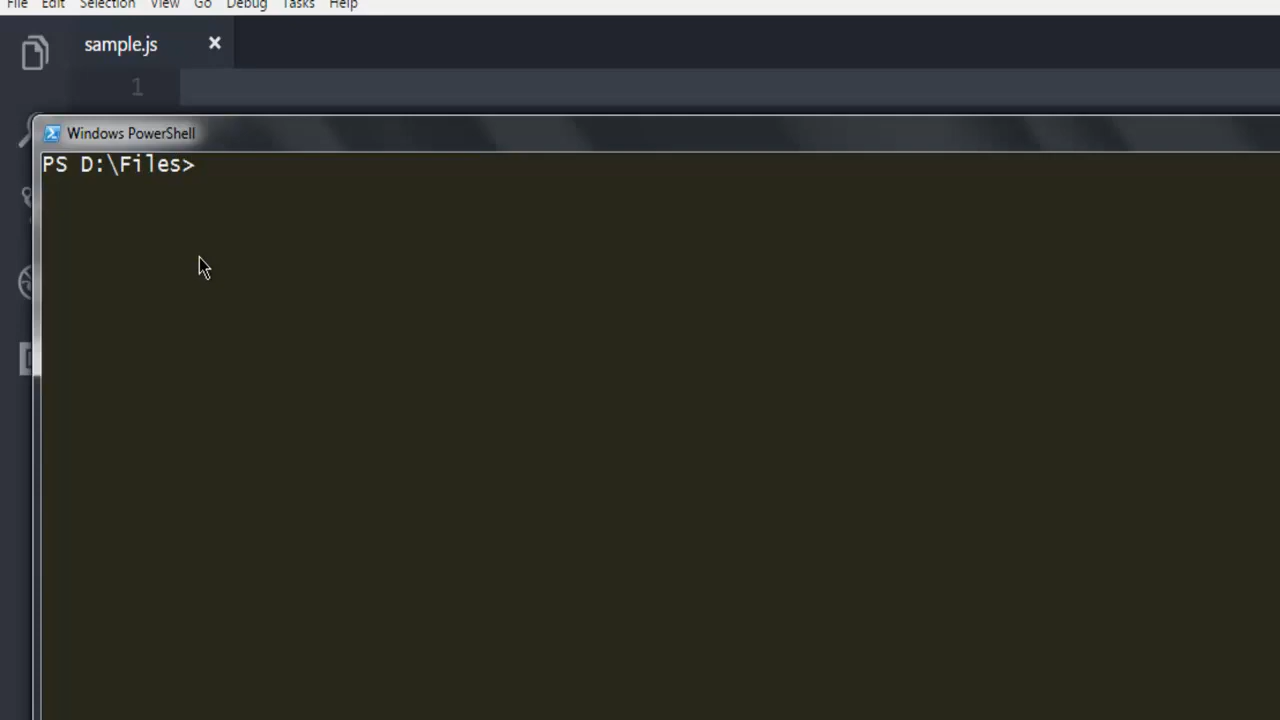 File Edit Selection View Go Debug Tasks Help
sample.js
1
Windows PowerShell
PS D:\Files>